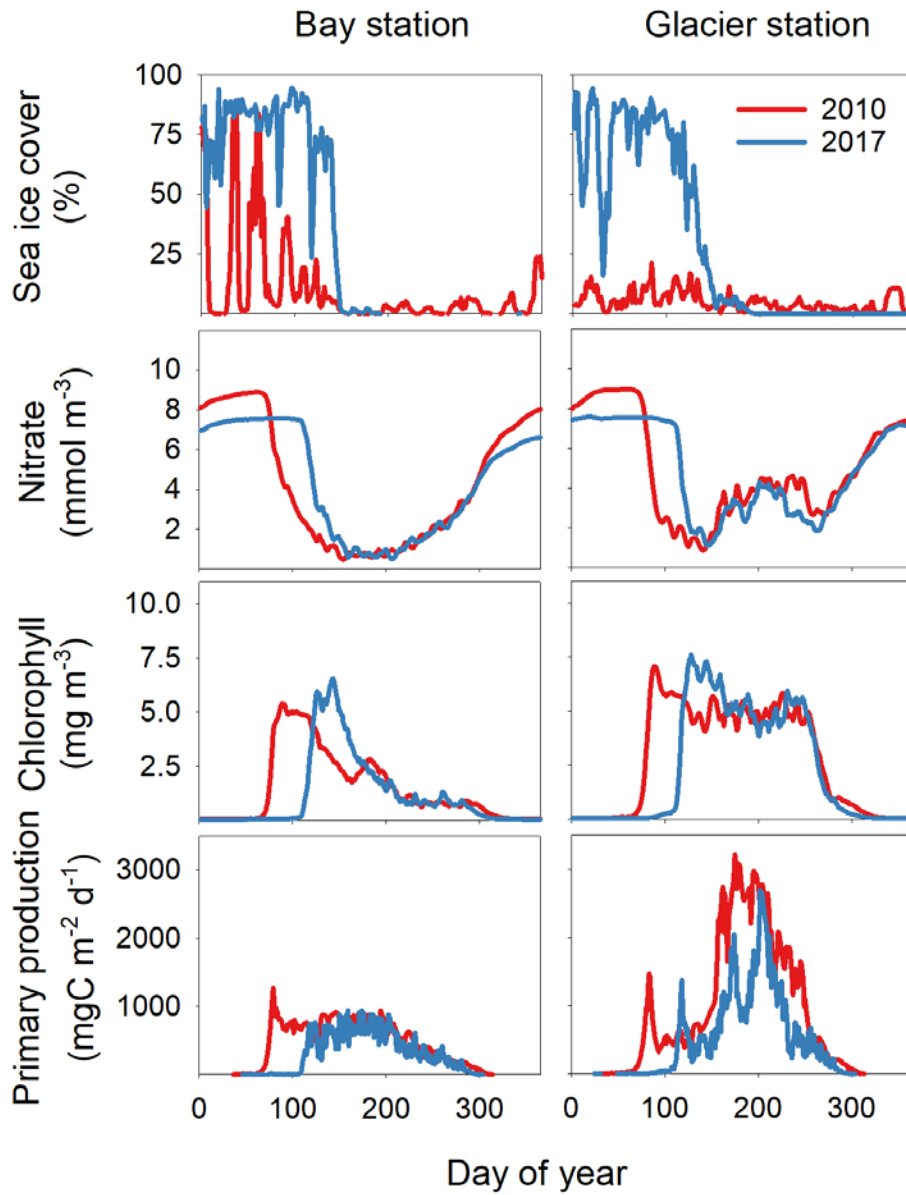 Bay station
Glacier station
Sea ice cover
(%)
100
75
50
25
2010
2017
Nitrate
(mmol m⁻³)
10
8
6
4
2
Chlorophyll
(mg m⁻³)
10.0
7.5
5.0
2.5
Primary production
(mgC m⁻² d⁻¹)
3000
2000
1000
0 100 200 300
0 100 200 300
Day of year